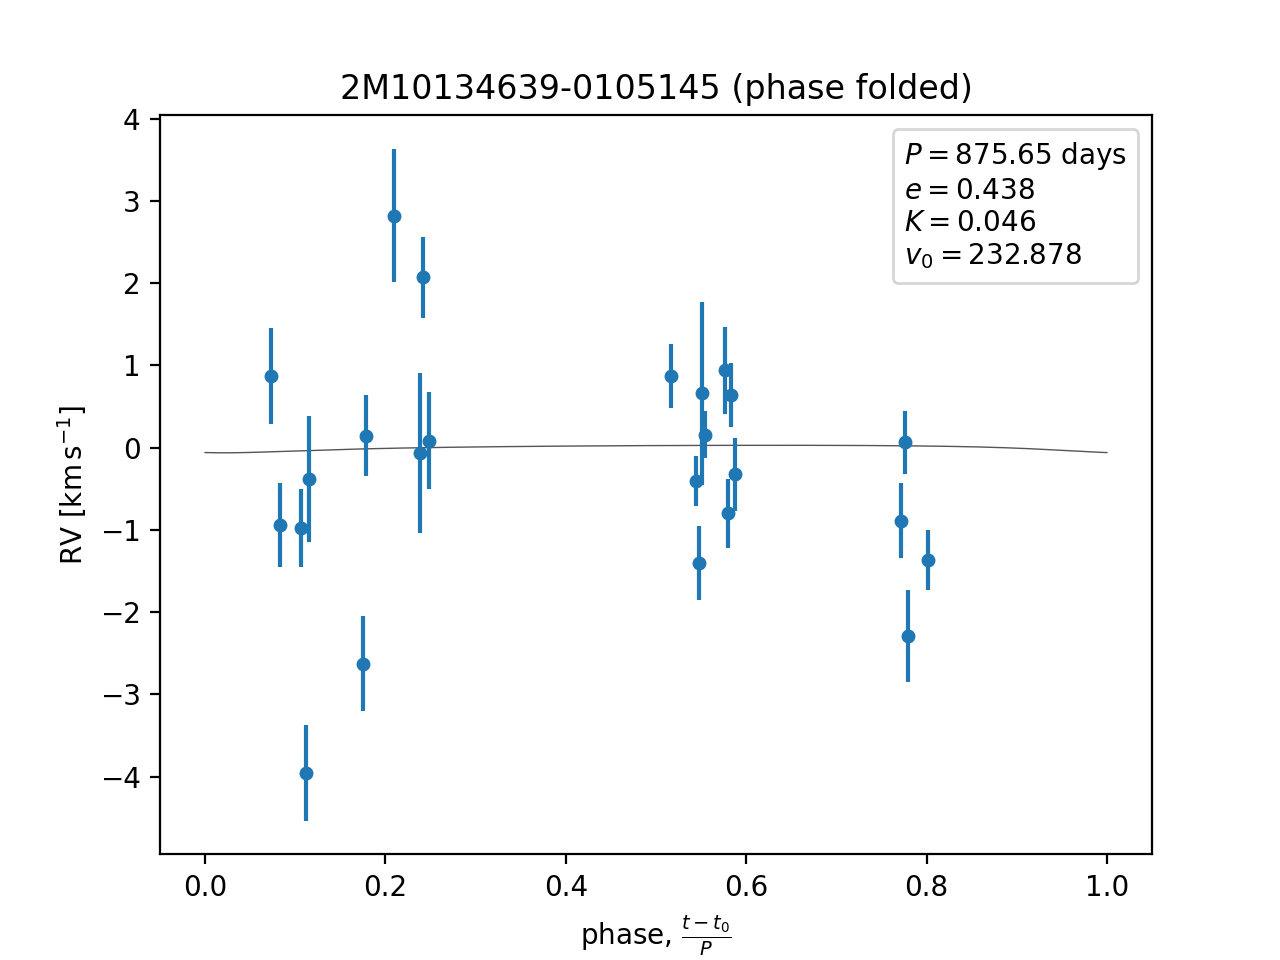 2M10134639-0105145 (phase folded)
P = 875.65 days
e = 0.438
K = 0.046
v₀ = 232.878
4
3
2
1
0
−1
−2
−3
−4
RV [km s⁻¹]
0.0 0.2 0.4 0.6 0.8 1.0
phase, (t − t₀)/P